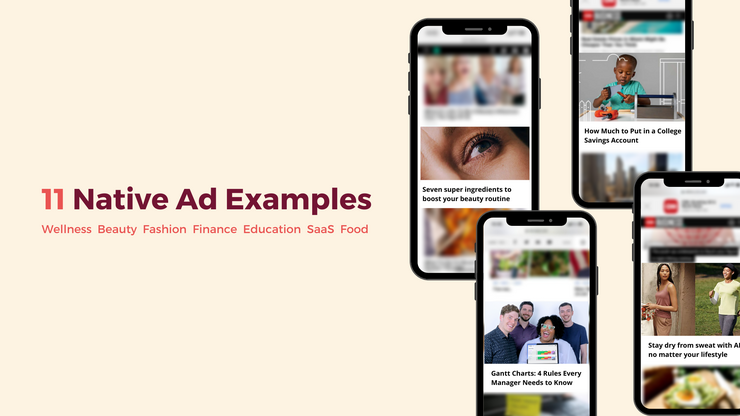 11 Native Ad Examples
Wellness Beauty Fashion Finance Education SaaS Food
Seven super ingredients to
boost your beauty routine
How Much to Put in a College
Savings Account
Gantt Charts: 4 Rules Every
Manager Needs to Know
Stay dry from sweat with
no matter your lifestyle